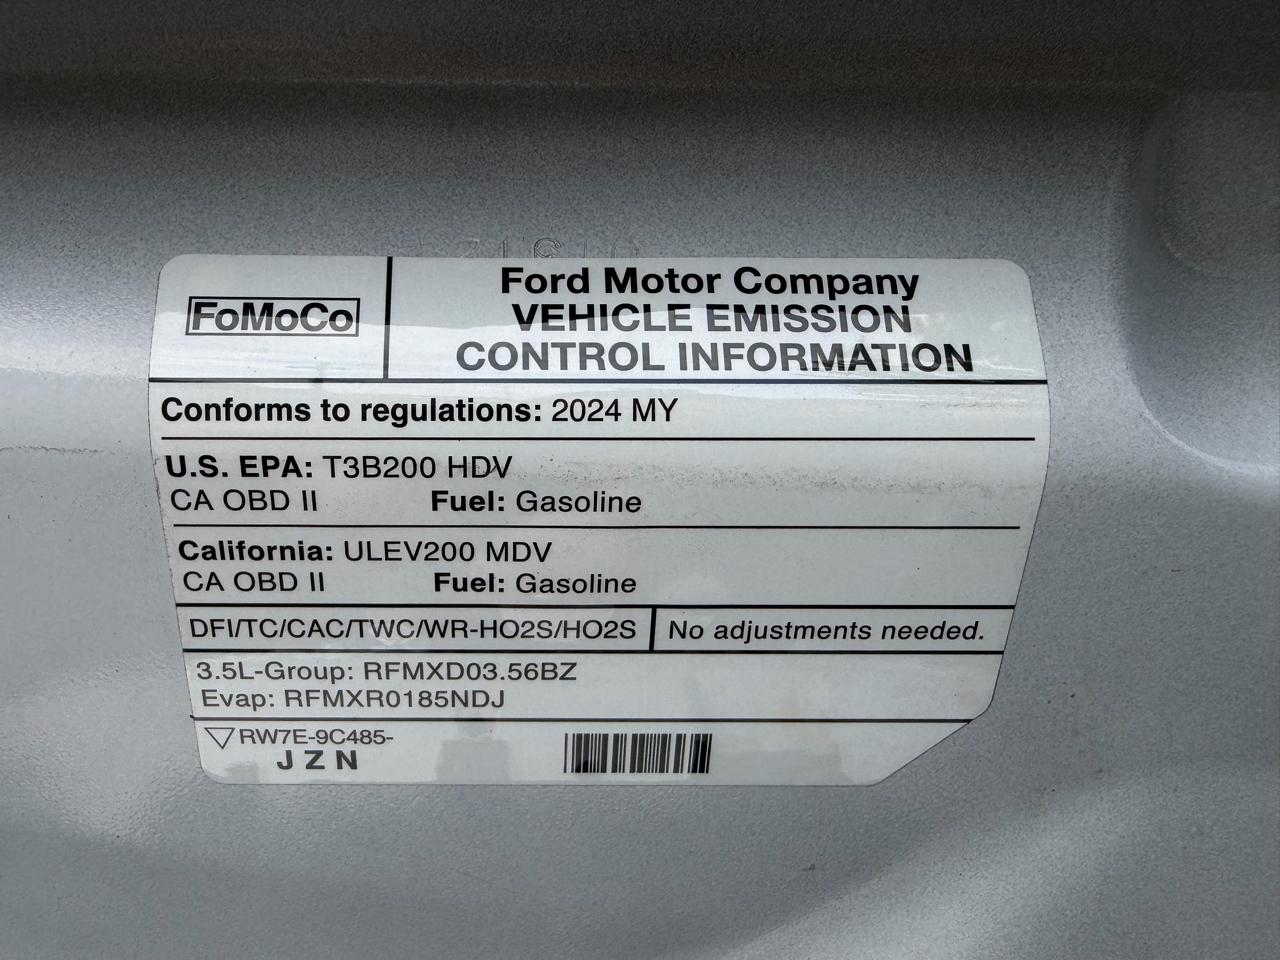 FoMoCo
Ford Motor Company
VEHICLE EMISSION
CONTROL INFORMATION
Conforms to regulations: 2024 MY
U.S. EPA: T3B200 HDV
CA OBD II Fuel: Gasoline
California: ULEV200 MDV
CA OBD II Fuel: Gasoline
DFI/TC/CAC/TWC/WR-HO2S/HO2S No adjustments needed.
3.5L-Group: RFMXD03.56BZ
Evap: RFMXR0185NDJ
RW7E-9C485-
JZN